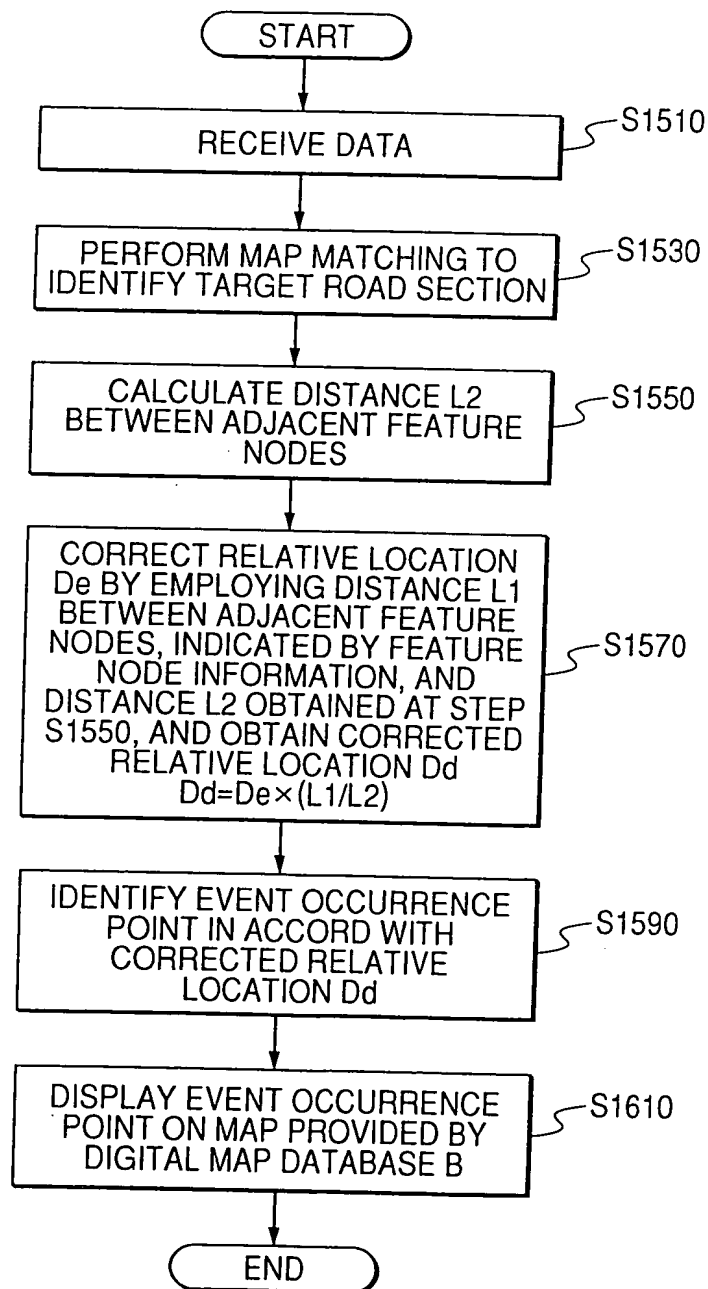 START
RECEIVE DATA
S1510
PERFORM MAP MATCHING TO
IDENTIFY TARGET ROAD SECTION
S1530
CALCULATE DISTANCE L2
BETWEEN ADJACENT FEATURE
NODES
S1550
CORRECT RELATIVE LOCATION
De BY EMPLOYING DISTANCE L1
BETWEEN ADJACENT FEATURE
NODES, INDICATED BY FEATURE
NODE INFORMATION, AND
DISTANCE L2 OBTAINED AT STEP
S1550, AND OBTAIN CORRECTED
RELATIVE LOCATION Dd
Dd=De×(L1/L2)
S1570
IDENTIFY EVENT OCCURRENCE
POINT IN ACCORD WITH
CORRECTED RELATIVE
LOCATION Dd
S1590
DISPLAY EVENT OCCURRENCE
POINT ON MAP PROVIDED BY
DIGITAL MAP DATABASE B
S1610
END